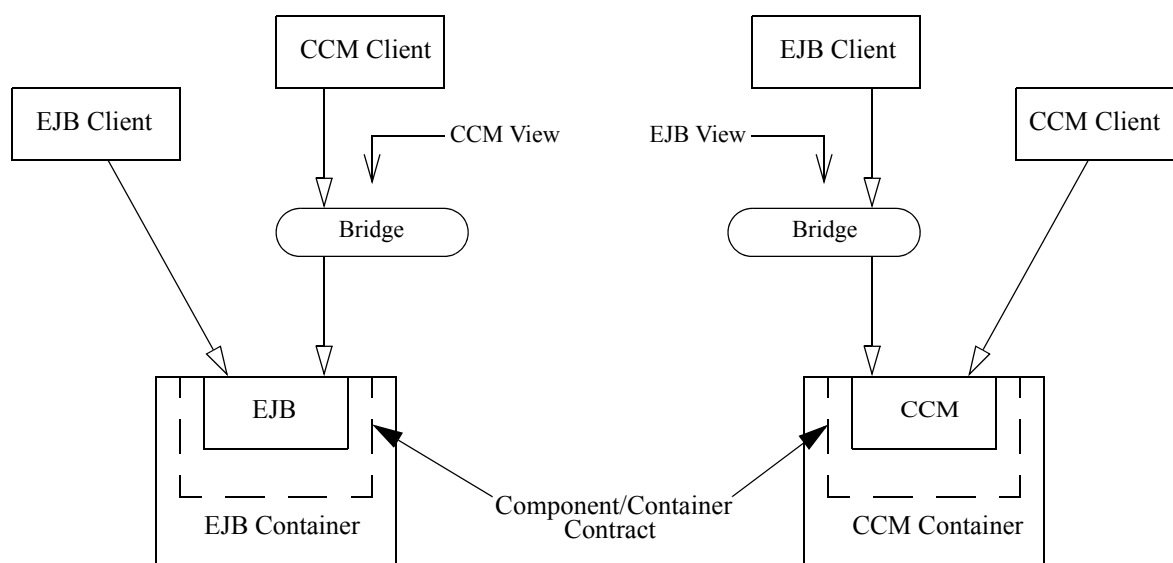 CCM Client
EJB Client
EJB Client
CCM Client
CCM View
EJB View
Bridge
Bridge
EJB
CCM
Component/Container
Contract
EJB Container
CCM Container